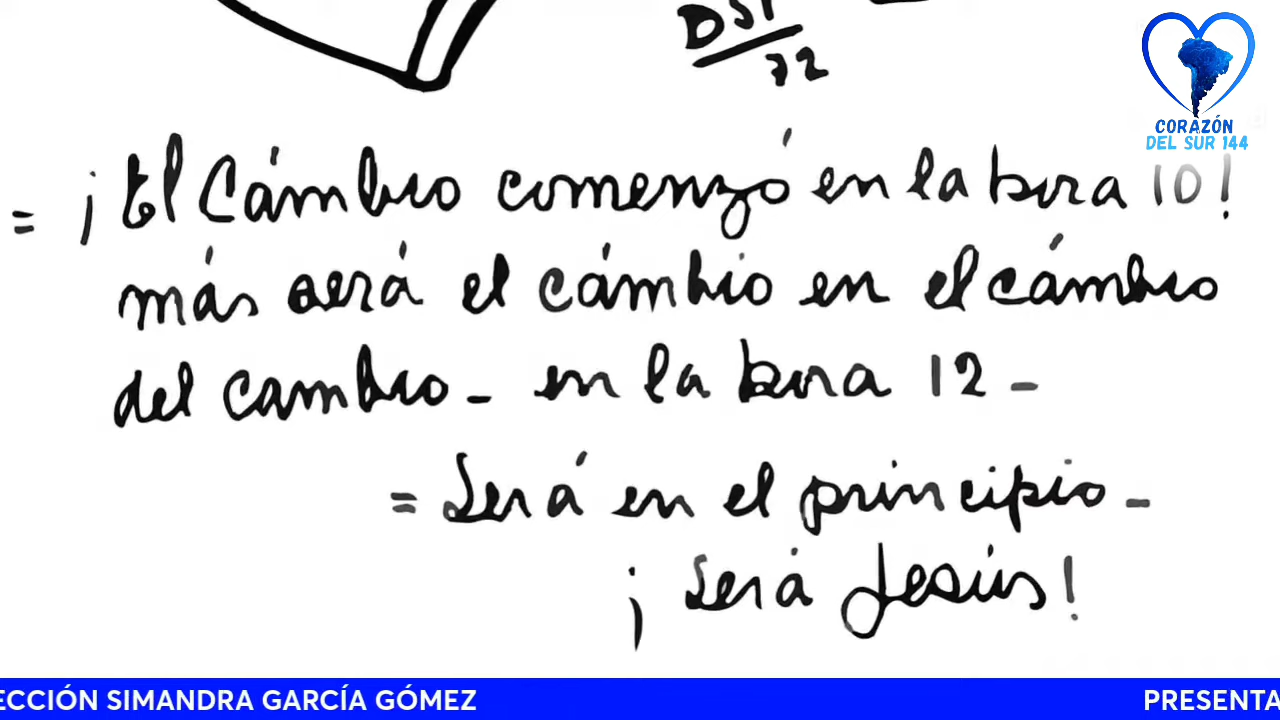 DSP
72
CORAZÓN
DEL SUR 144
= ¡El Cámbio comenzó en la hora 10!
más será el cámbio en el cámbio
del cambio - en la hora 12 -
= Será en el principio -
¡Será Jesús!
ECCIÓN SIMANDRA GARCÍA GÓMEZ
PRESENTA